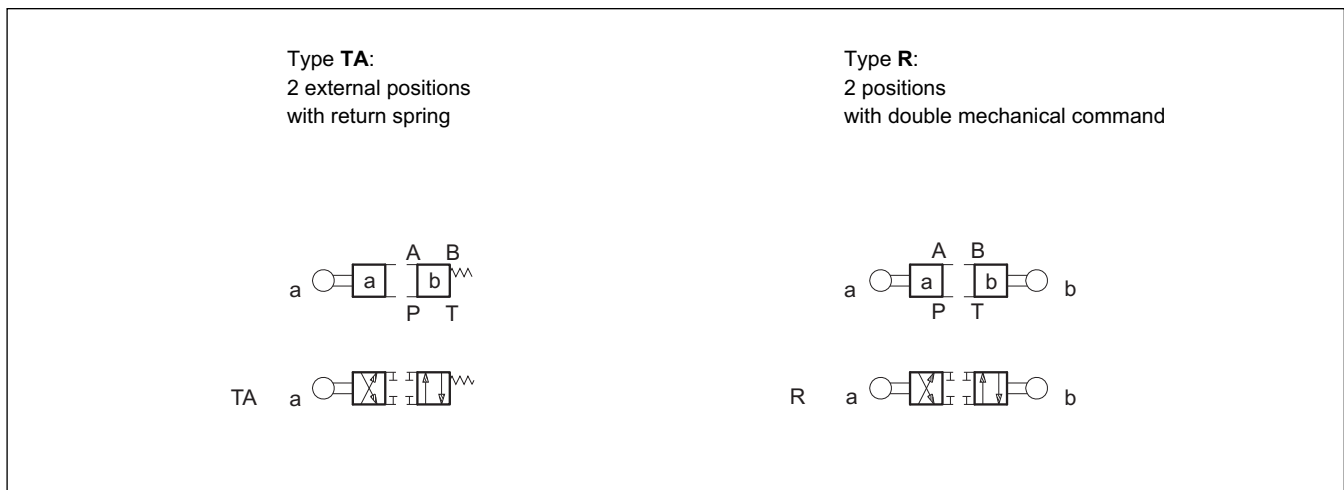 Type TA:
2 external positions
with return spring
A B
a a b
P T
TA a
Type R:
2 positions
with double mechanical command
A B
a a b b
P T
R a b